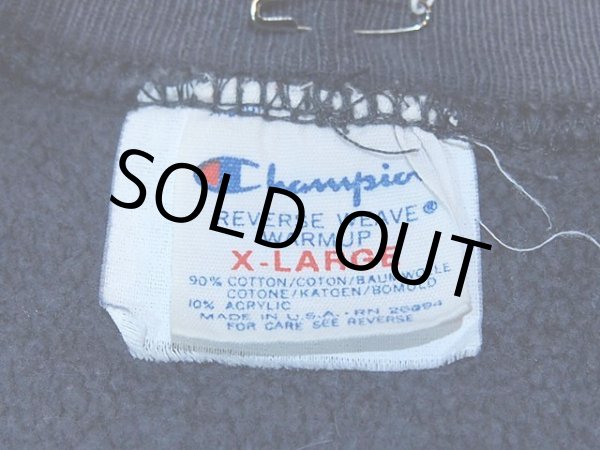 Champion
REVERSE WEAVE®
WARMUP
SOLD OUT
X-LARGE
90% COTTON/COTON/BAUMWOLLE
COTONE/KATOEN/BOMULD
10% ACRYLIC
MADE IN U.S.A. - RN 26094
FOR CARE SEE REVERSE